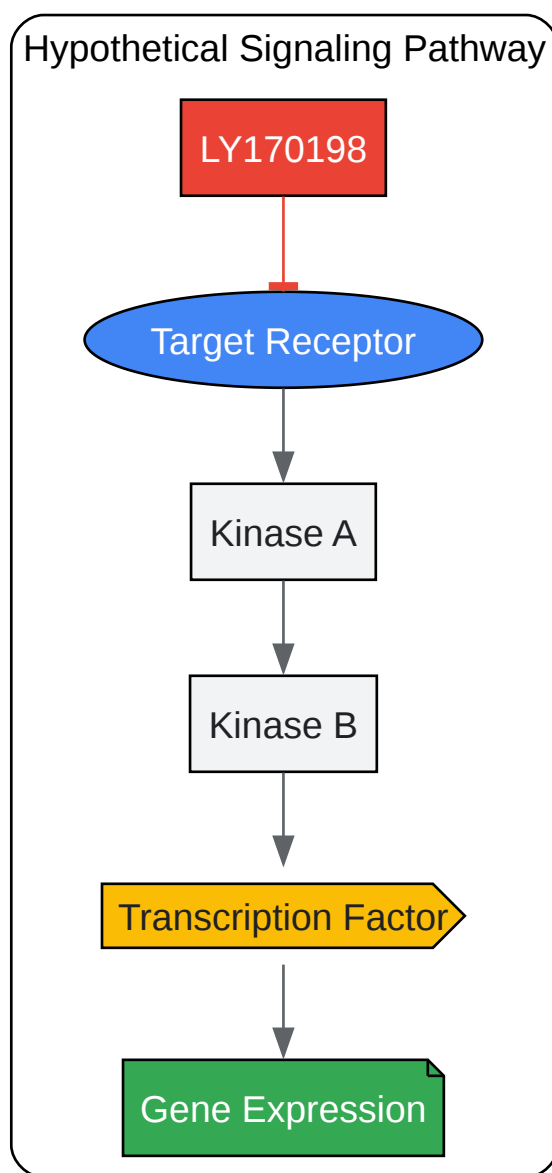 Hypothetical Signaling Pathway
LY170198
Target Receptor
Kinase A
Kinase B
Transcription Factor
Gene Expression